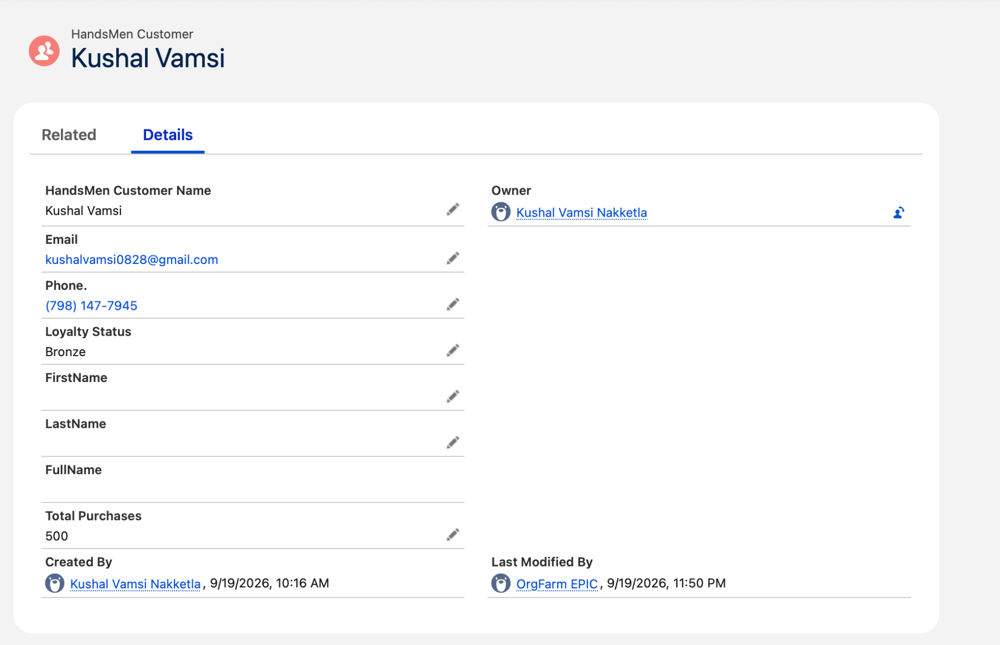 HandsMen Customer
Kushal Vamsi
Related
Details
HandsMen Customer Name
Kushal Vamsi
Owner
Kushal Vamsi Nakketla
Email
kushalvamsi0828@gmail.com
Phone.
(798) 147-7945
Loyalty Status
Bronze
FirstName
LastName
FullName
Total Purchases
500
Created By
Kushal Vamsi Nakketla, 9/19/2026, 10:16 AM
Last Modified By
OrgFarm EPIC, 9/19/2026, 11:50 PM